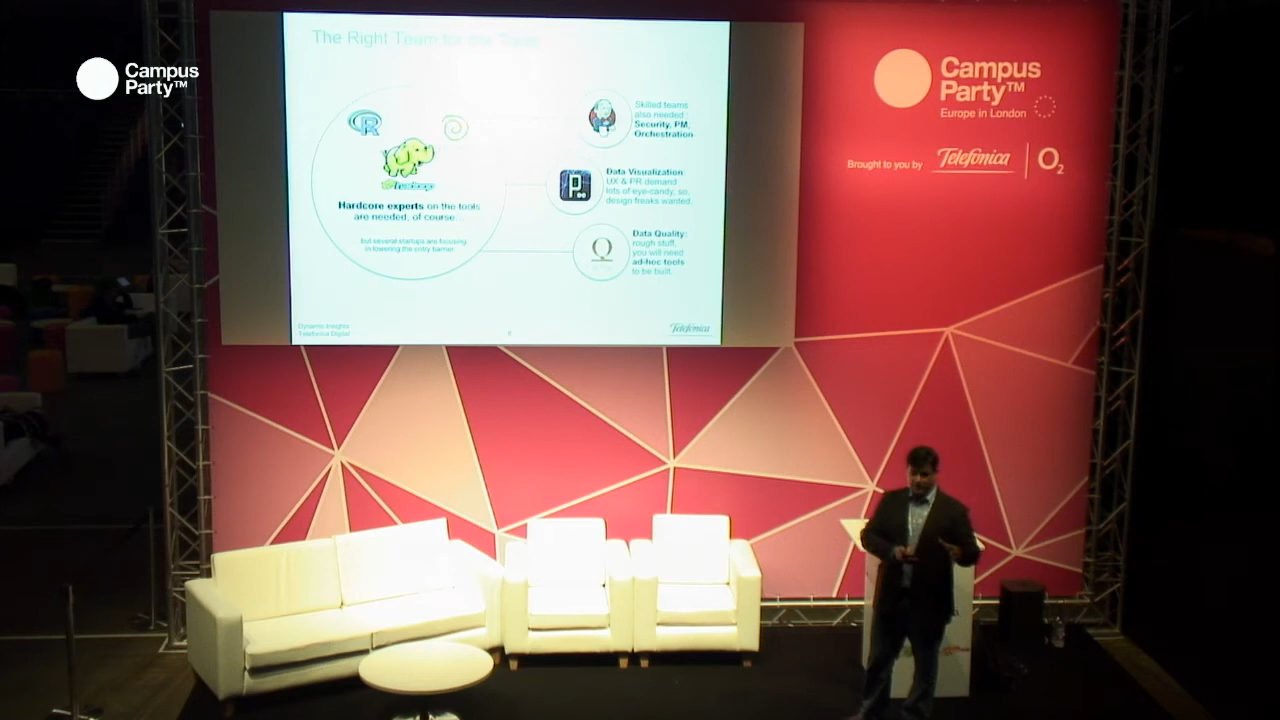 Campus
Party™
The Right Team for the Task
R
hadoop
Hardcore experts on the tools
are needed, of course...
but several startups are focusing
in lowering the entry barrier.
Skilled teams
also needed :
Security, PM,
Orchestration
P
Data Visualization
UX & PR demand
lots of eye-candy, so,
design freaks wanted.
Q
Data Quality:
rough stuff,
you will need
ad-hoc tools
to be built.
Dynamic Insights
Telefonica Digital
Telefónica
Campus
Party™
Europe in London
Brought to you by Telefónica O2